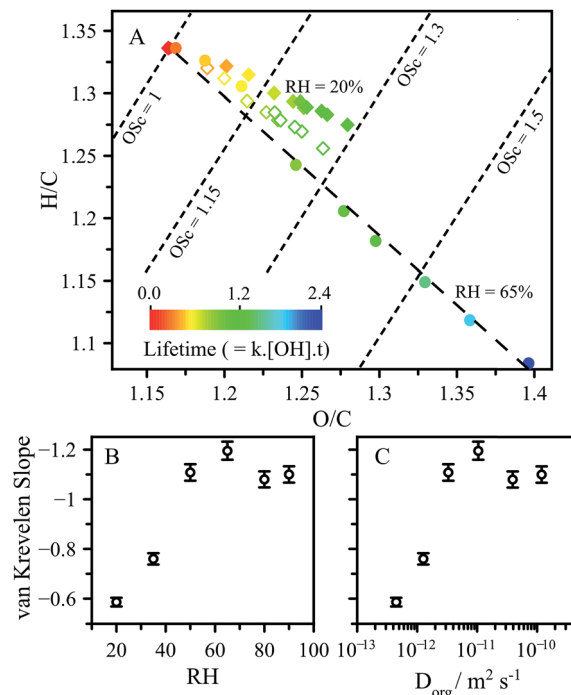 A
1.35
1.3
1.25
1.2
1.15
1.1
H/C
OSc = 1
OSc = 1.15
OSc = 1.3
OSc = 1.5
RH = 20%
RH = 65%
0.0 1.2 2.4
Lifetime ( = k.[OH].t)
1.15 1.2 1.25 1.3 1.35 1.4
O/C
B
van Krevelen Slope
−1.2
−1
−0.8
−0.6
20 40 60 80 100
RH
C
10⁻¹³ 10⁻¹² 10⁻¹¹ 10⁻¹⁰
D_org / m² s⁻¹